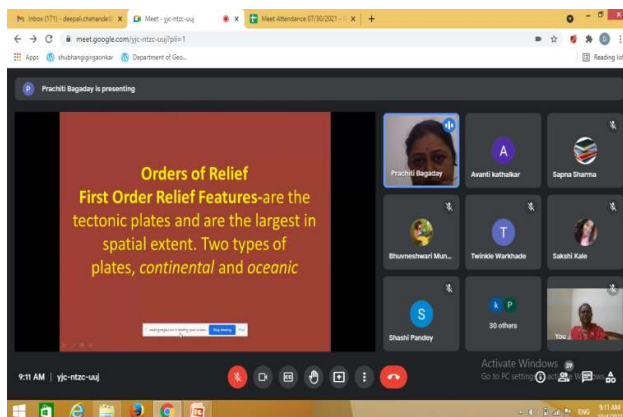 Inbox (171) - deepali.chahande@
Meet - yjc-ntzc-uuj
Meet Attendance 07/30/2021 -
meet.google.com/yjc-ntzc-uuj?pli=1
Apps
shubhangigirgaonkar
Department of Geo...
Reading list
P
Prachiti Bagaday is presenting
Orders of Relief
First Order Relief Features-are the
tectonic plates and are the largest in
spatial extent. Two types of
plates, continental and oceanic
Stop sharing
Prachiti Bagaday
A
Avanti kathalkar
Sapna Sharma
Bhuvneshwari Mun...
T
Twinkle Warkhade
Sakshi Kale
S
Shashi Pandey
k P
30 others
You
Activate Windows
Go to PC settings
39
9:11 AM | yjc-ntzc-uuj
ENG
9:11 AM